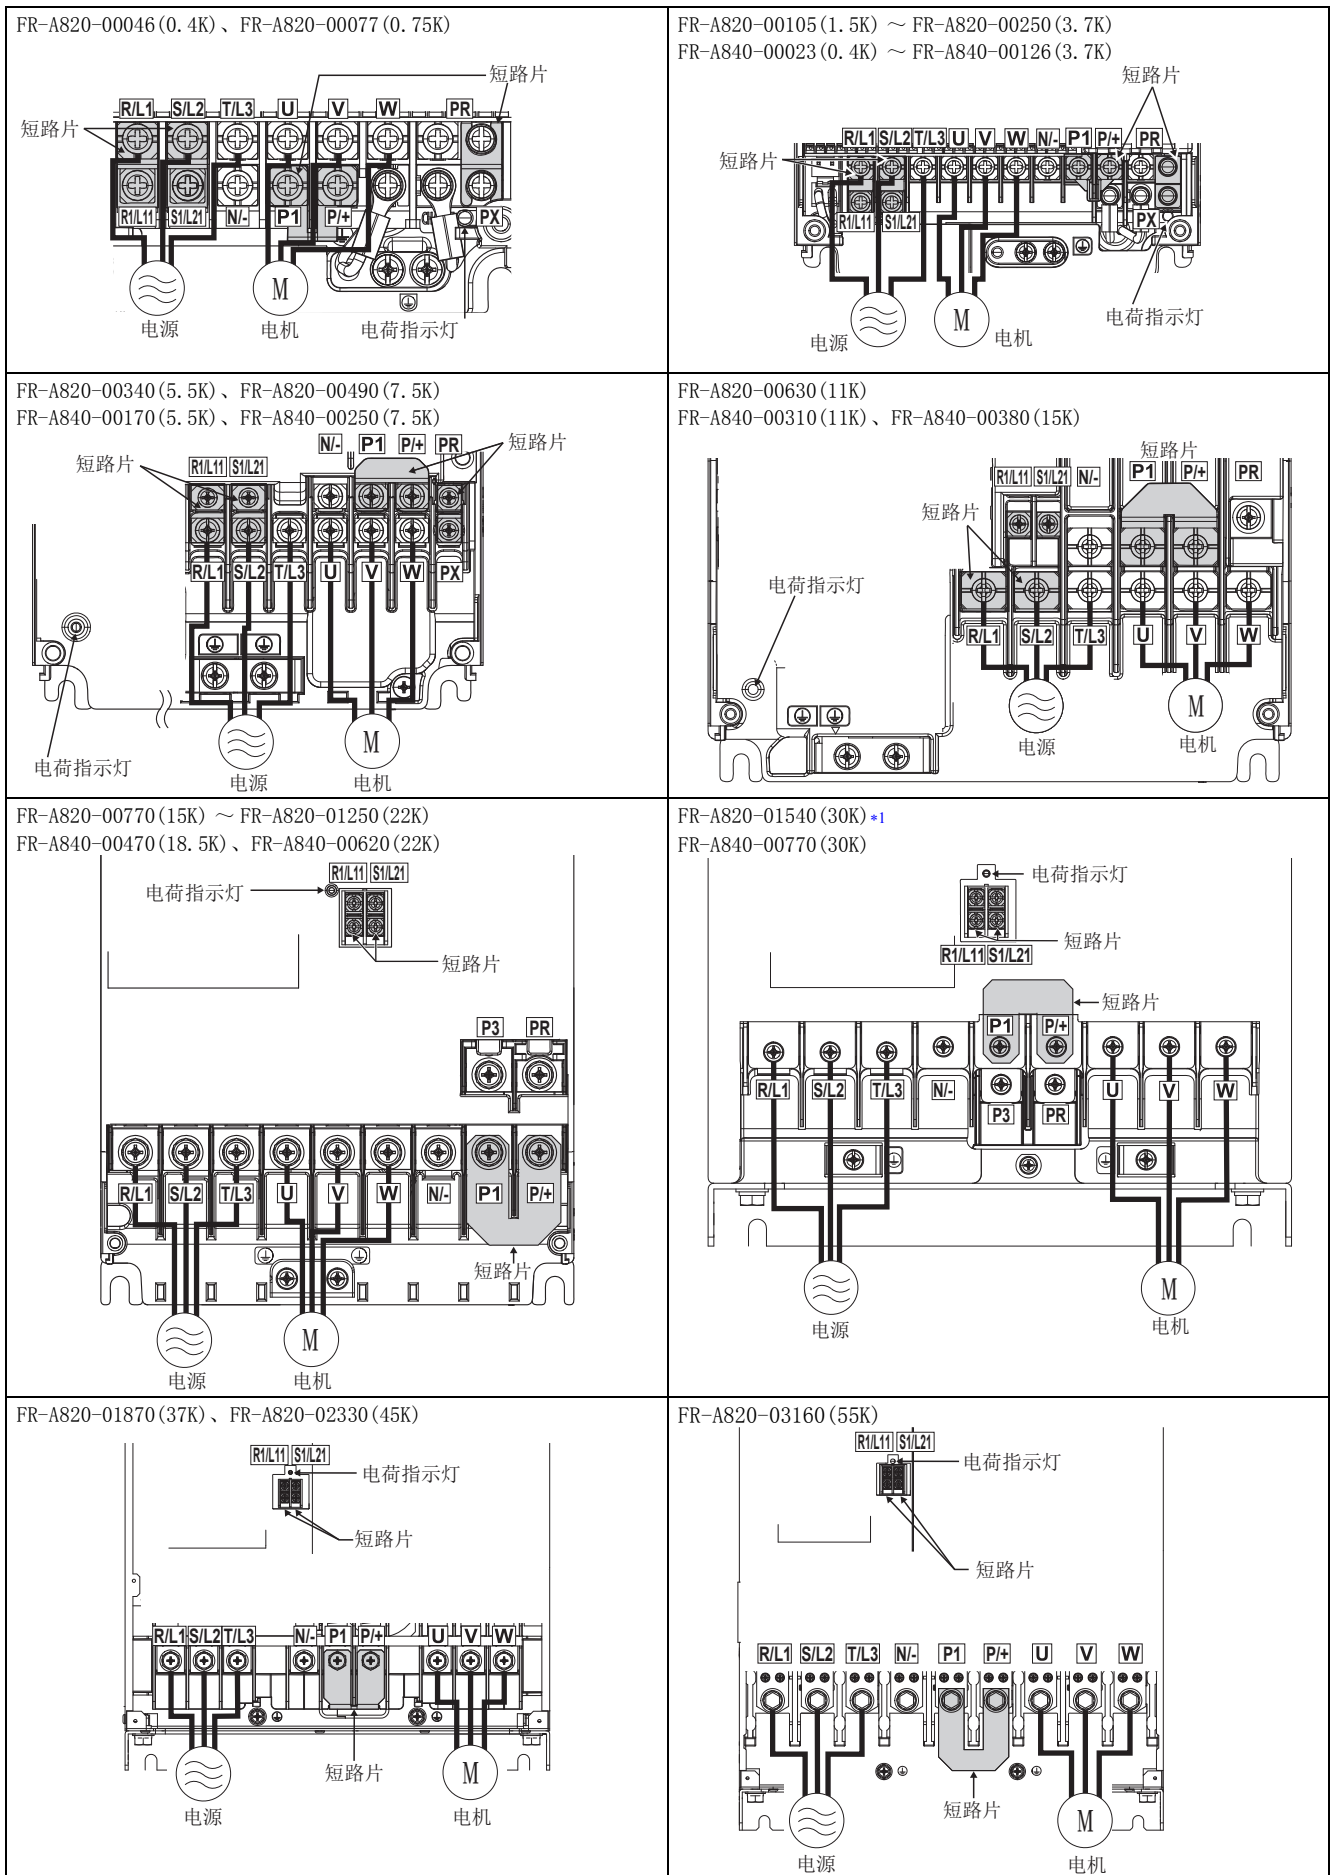 FR-A820-00046(0.4K)、FR-A820-00077(0.75K)
短路片
R/L1 S/L2 T/L3 U V W PR
短路片
R1/L11 S1/L21 N/- P1 P/+ PX
M
电源 电机 电荷指示灯
FR-A820-00105(1.5K) ～ FR-A820-00250(3.7K)
FR-A840-00023(0.4K) ～ FR-A840-00126(3.7K)
短路片
R/L1 S/L2 T/L3 U V W N/- P1 P/+ PR
短路片
R1/L11 S1/L21 PX
M
电源 电机 电荷指示灯
FR-A820-00340(5.5K)、FR-A820-00490(7.5K)
FR-A840-00170(5.5K)、FR-A840-00250(7.5K)
N/- P1 P/+ PR 短路片
短路片 R1/L11 S1/L21
R/L1 S/L2 T/L3 U V W PX
M
电荷指示灯 电源 电机
FR-A820-00630(11K)
FR-A840-00310(11K)、FR-A840-00380(15K)
短路片
R1/L11 S1/L21 N/- P1 P/+ PR
短路片
电荷指示灯
R/L1 S/L2 T/L3 U V W
M
电源 电机
FR-A820-00770(15K) ～ FR-A820-01250(22K)
FR-A840-00470(18.5K)、FR-A840-00620(22K)
R1/L11 S1/L21
电荷指示灯
短路片
P3 PR
R/L1 S/L2 T/L3 U V W N/- P1 P/+
短路片
M
电源 电机
FR-A820-01540(30K)*1
FR-A840-00770(30K)
电荷指示灯
短路片
R1/L11 S1/L21
短路片
P1 P/+
R/L1 S/L2 T/L3 N/- U V W
P3 PR
M
电源 电机
FR-A820-01870(37K)、FR-A820-02330(45K)
R1/L11 S1/L21
电荷指示灯
短路片
R/L1 S/L2 T/L3 N/- P1 P/+ U V W
短路片
M
电源 电机
FR-A820-03160(55K)
R1/L11 S1/L21
电荷指示灯
短路片
R/L1 S/L2 T/L3 N/- P1 P/+ U V W
短路片
M
电源 电机